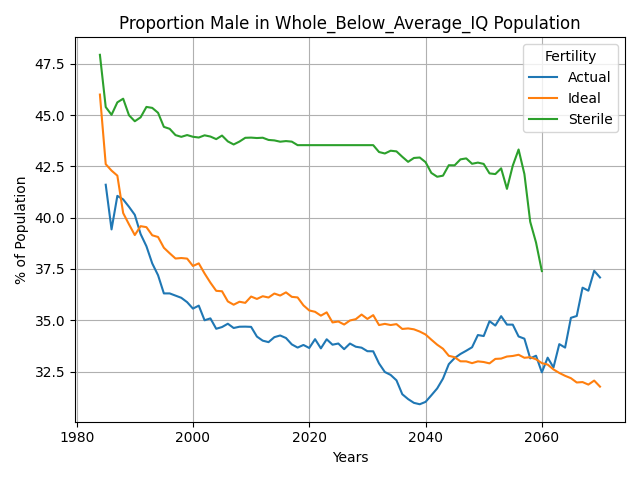 Proportion Male in Whole_Below_Average_IQ Population
Fertility
Actual
Ideal
Sterile
47.5
45.0
42.5
40.0
37.5
35.0
32.5
% of Population
1980
2000
2020
2040
2060
Years